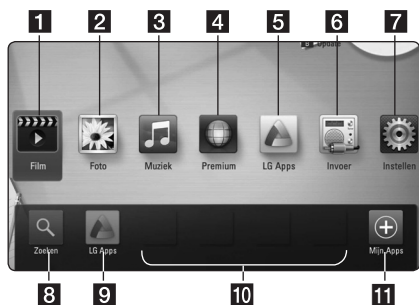 1 2 3 4 5 6 7
Update
Film Foto Muziek Premium LG Apps Invoer Instellen
Zoeken LG Apps Mijn Apps
8 9 10 11